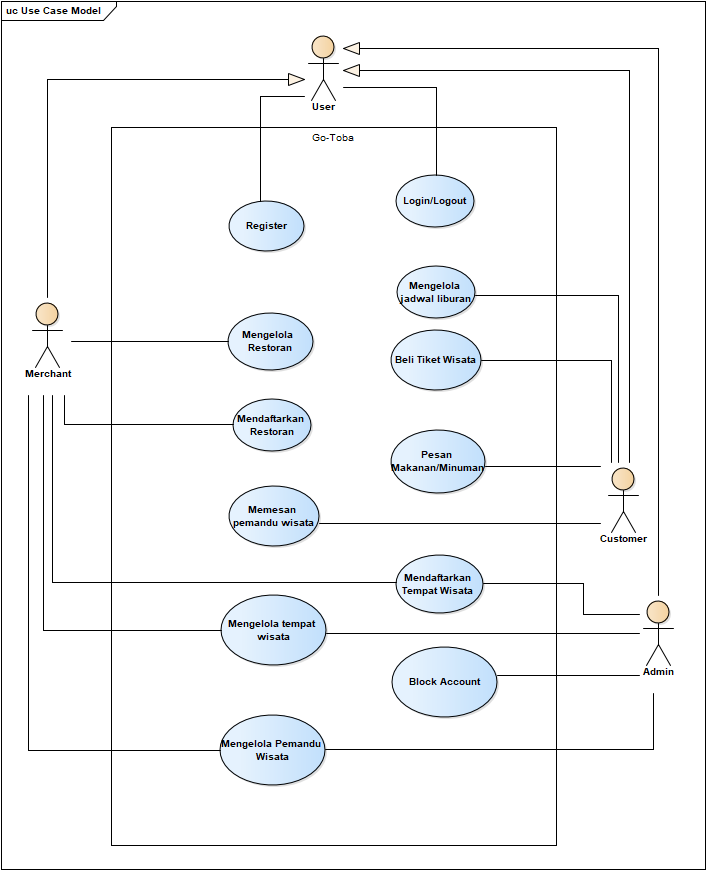 uc Use Case Model
User
Go-Toba
Login/Logout
Register
Mengelola
jadwal liburan
Mengelola
Restoran
Beli Tiket Wisata
Merchant
Mendaftarkan
Restoran
Pesan
Makanan/Minuman
Memesan
pemandu wisata
Customer
Mendaftarkan
Tempat Wisata
Mengelola tempat
wisata
Admin
Block Account
Mengelola Pemandu
Wisata